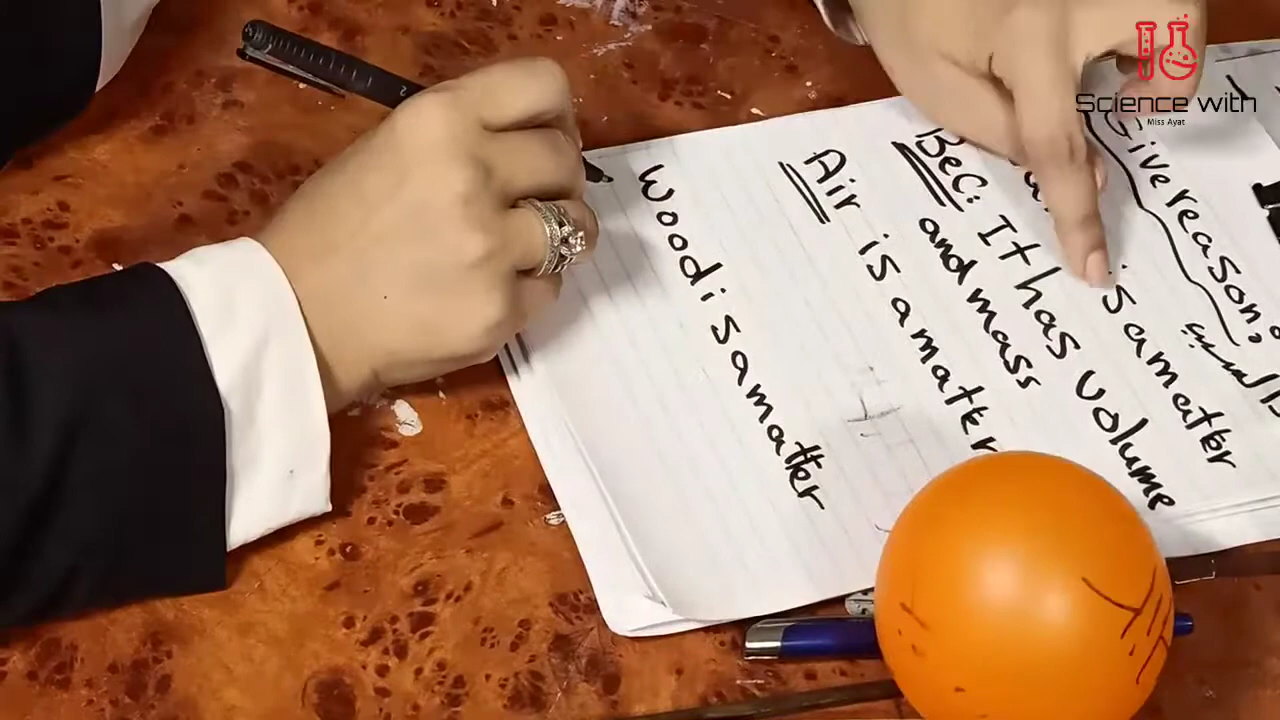 Science with
Miss Ayat
Give reason?
السبب
is a matter
Bec: It has volume
and mass
Air is a matter
Wood is a matter